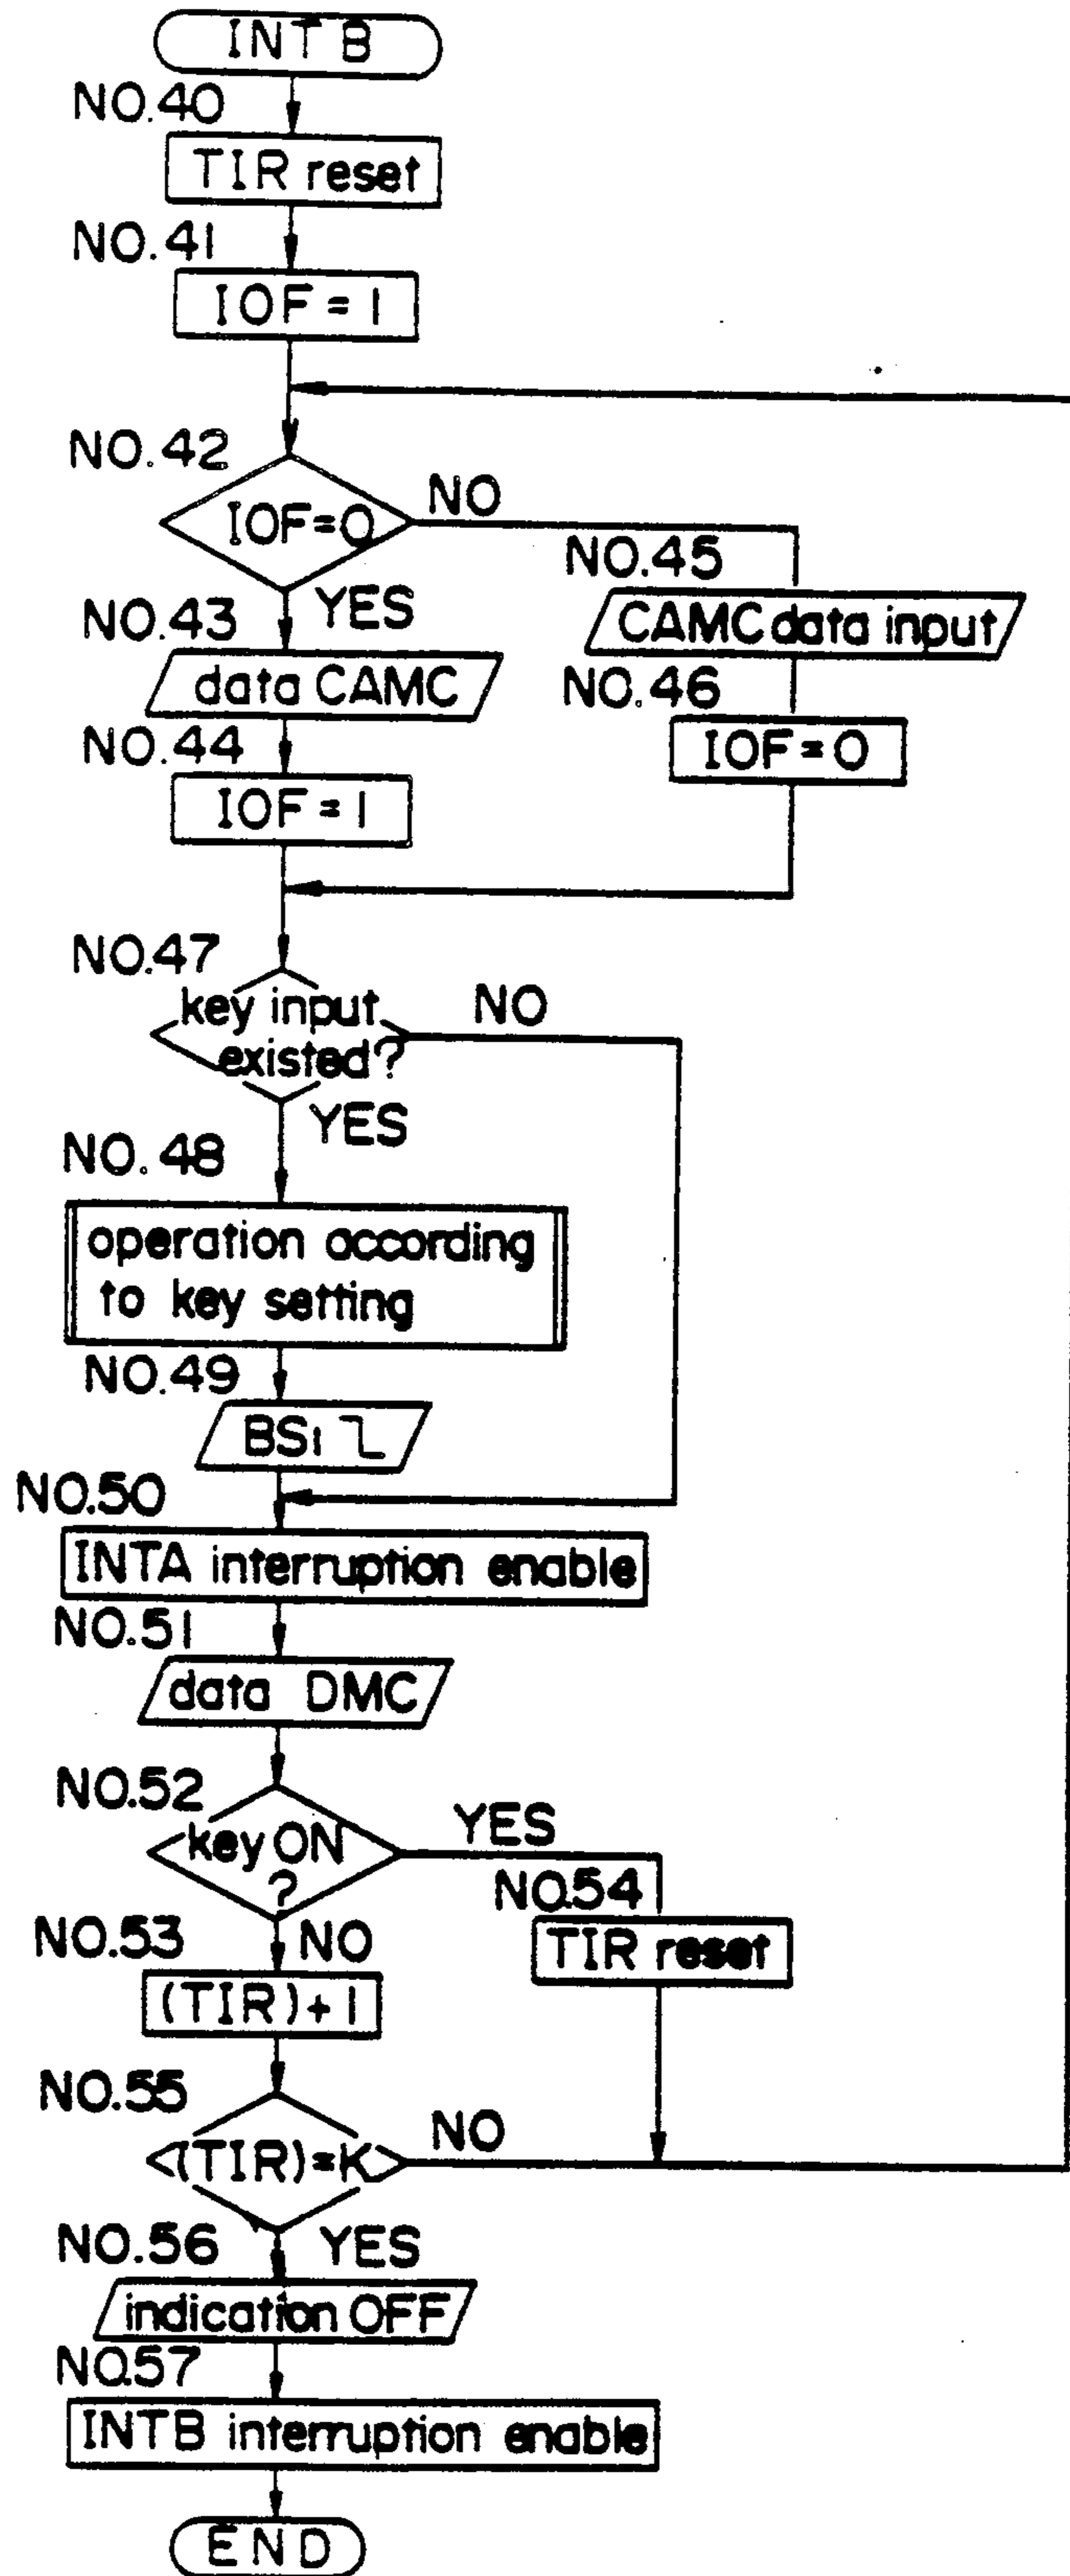 INTB
NO.40
TIR reset
NO.41
IOF = 1
NO.42
IOF=0
NO
YES
NO.45
CAMC data input
NO.43
data CAMC
NO.46
IOF = 0
NO.44
IOF = 1
NO.47
key input
existed?
NO
YES
NO.48
operation according
to key setting
NO.49
BS1
NO.50
INTA interruption enable
NO.51
data DMC
NO.52
key ON
?
YES
NO.54
TIR reset
NO.53
NO
(TIR)+1
NO.55
(TIR)=K
NO
NO.56
YES
indication OFF
NO.57
INTB interruption enable
END